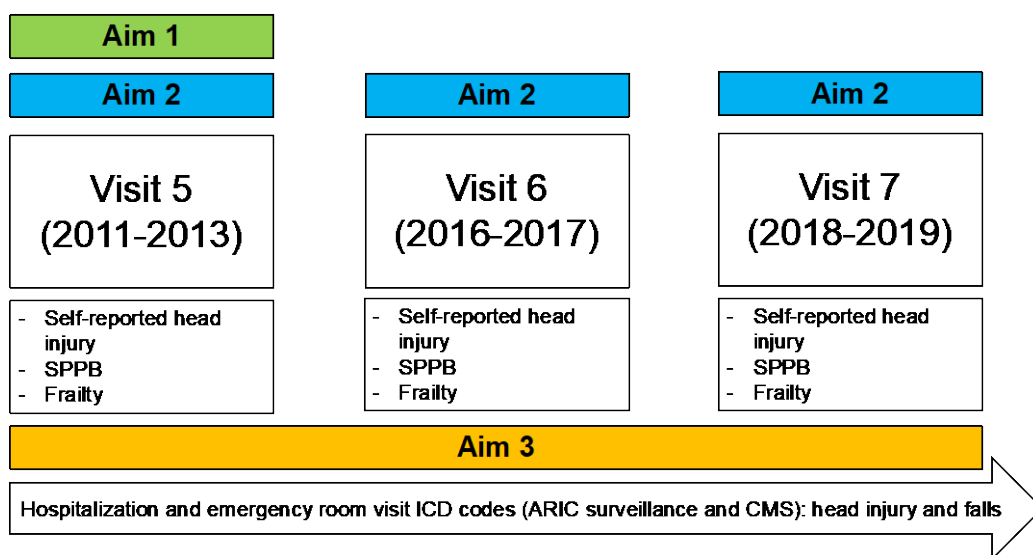 Aim 1
Aim 2
Aim 2
Aim 2
Visit 5
(2011-2013)
Visit 6
(2016-2017)
Visit 7
(2018-2019)
- Self-reported head
injury
- SPPB
- Frailty
- Self-reported head
injury
- SPPB
- Frailty
- Self-reported head
injury
- SPPB
- Frailty
Aim 3
Hospitalization and emergency room visit ICD codes (ARIC surveillance and CMS): head injury and falls